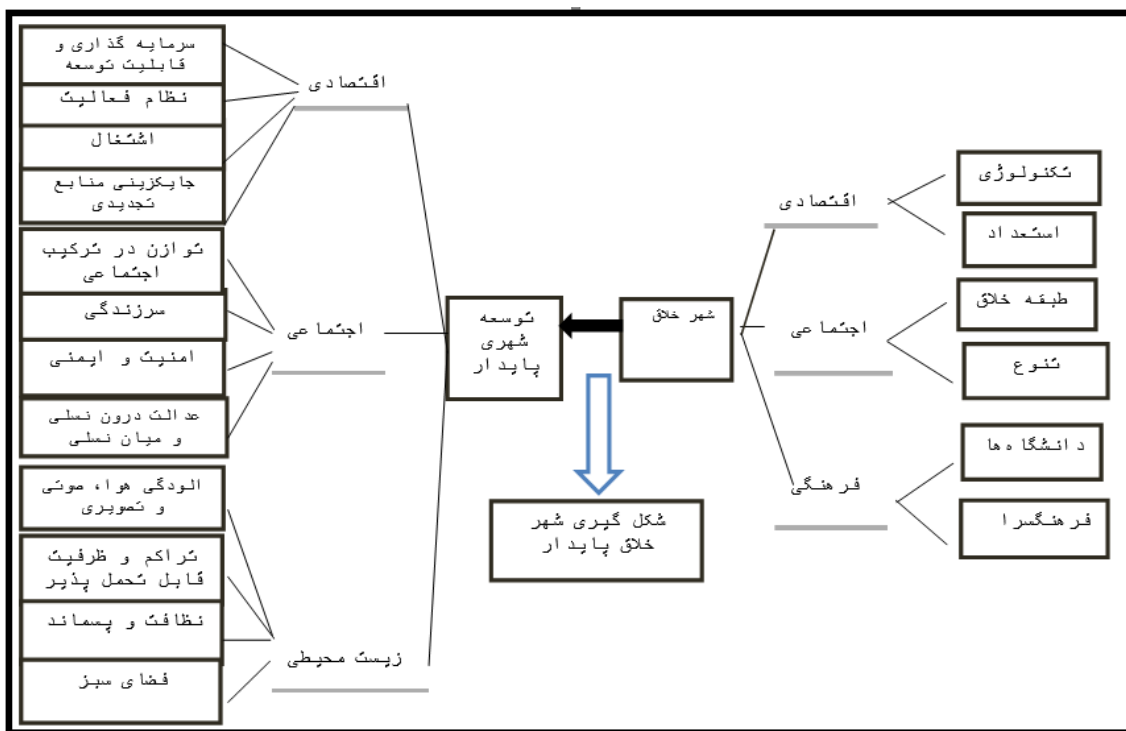 تکنولوژی
استعداد
اقتصادی
طبقه خلاق
تنوع
اجتماعی
دانشگاه‌ها
فرهنگسرا
فرهنگی
شهر خلاق
توسعه
شهری
پایدار
شکل گیری شهر
خلاق پایدار
اقتصادی
سرمایه گذاری و
قابلیت توسعه
نظام فعالیت
اشتغال
جایکزینی منابع
تجدیدی
اجتماعی
توازن در ترکیب
اجتماعی
سرزندگی
امنیت و ایمنی
عدالت درون نسلی
و میان نسلی
زیست محیطی
الودگی هوا، صوتی
و تصویری
تراکم و ظرفیت
قابل تحمل پذیر
نظافت و پسماند
فضای سبز